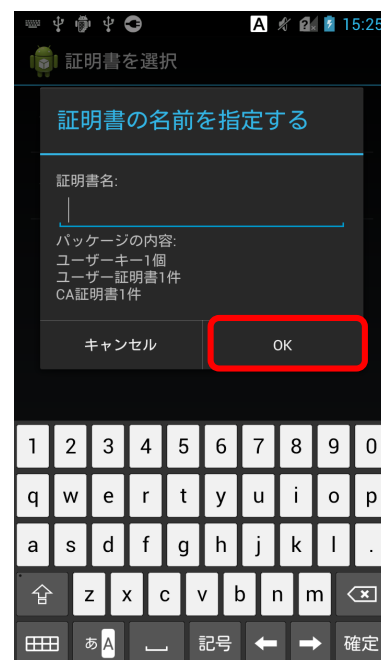 A 15:25
証明書を選択
証明書の名前を指定する
証明書名:
パッケージの内容:
ユーザーキー1個
ユーザー証明書1件
CA証明書1件
キャンセル OK
1 2 3 4 5 6 7 8 9 0
q w e r t y u i o p
a s d f g h j k l .
z x c v b n m
あ A 記号 確定